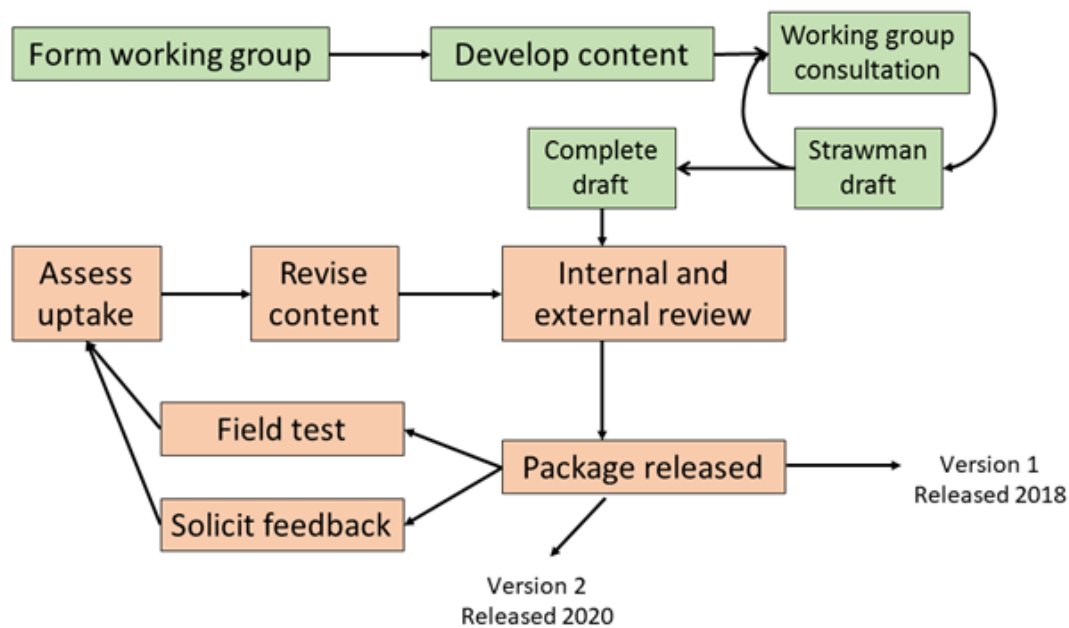 Form working group
Develop content
Working group
consultation
Complete
draft
Strawman
draft
Assess
uptake
Revise
content
Internal and
external review
Field test
Package released
Version 1
Released 2018
Solicit feedback
Version 2
Released 2020